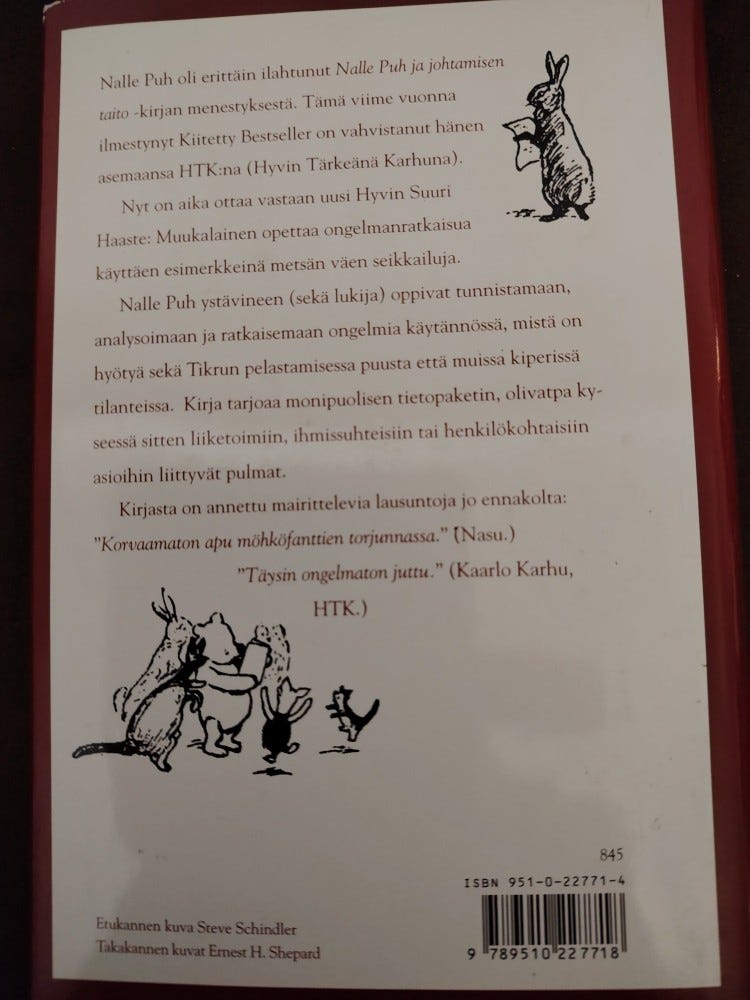 Nalle Puh oli erittäin ilahtunut Nalle Puh ja johtamisen
taito -kirjan menestyksestä. Tämä viime vuonna
ilmestynyt Kiitetty Bestseller on vahvistanut hänen
asemaansa HTK:na (Hyvin Tärkeänä Karhuna).
Nyt on aika ottaa vastaan uusi Hyvin Suuri
Haaste: Muukalainen opettaa ongelmanratkaisua
käyttäen esimerkkeinä metsän väen seikkailuja.
Nalle Puh ystävineen (sekä lukija) oppivat tunnistamaan,
analysoimaan ja ratkaisemaan ongelmia käytännössä, mistä on
hyötyä sekä Tikrun pelastamisessa puusta että muissa kiperissä
tilanteissa. Kirja tarjoaa monipuolisen tietopaketin, olivatpa ky-
seessä sitten liiketoimiin, ihmissuhteisiin tai henkilökohtaisiin
asioihin liittyvät pulmat.
Kirjasta on annettu mairittelevia lausuntoja jo ennakolta:
"Korvaamaton apu möhköfanttien torjunnassa." (Nasu.)
"Täysin ongelmaton juttu." (Kaarlo Karhu,
HTK.)
845
ISBN 951-0-22771-4
9 789510 227718
Etukannen kuva Steve Schindler
Takakannen kuvat Ernest H. Shepard